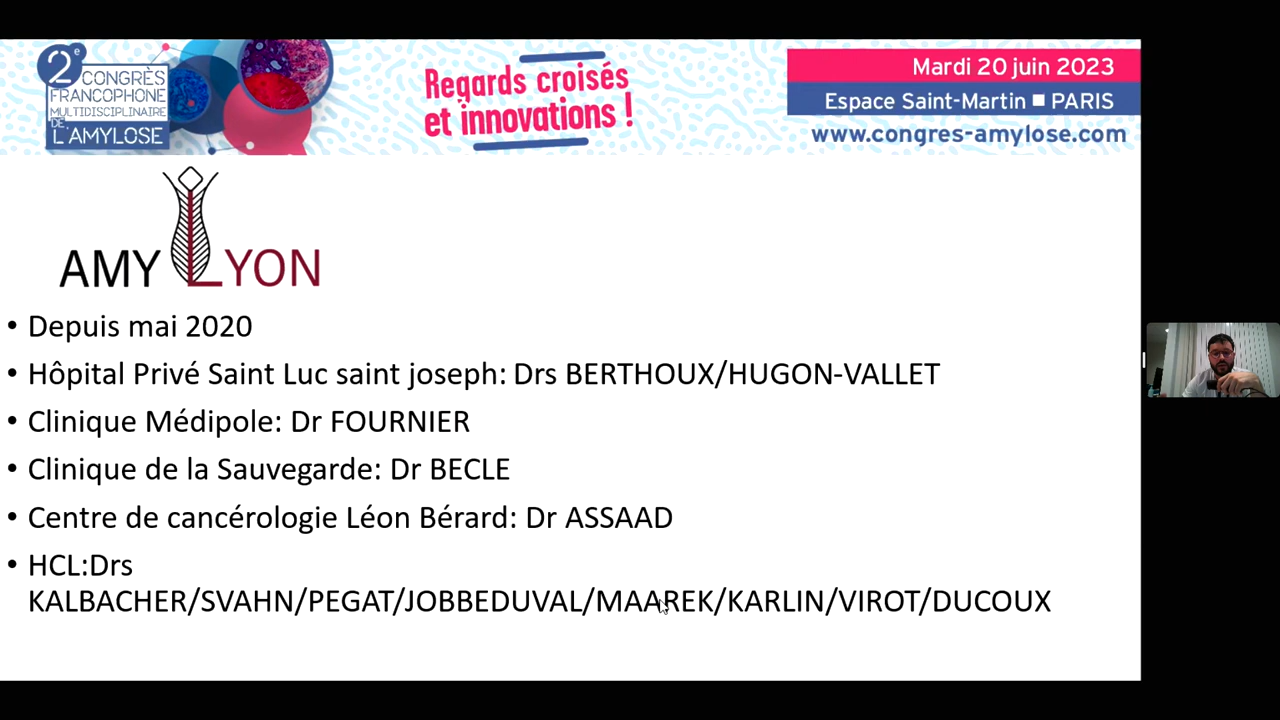 2e CONGRÈS
FRANCOPHONE
MULTIDISCIPLINAIRE
DE
L'AMYLOSE
Regards croisés
et innovations !
Mardi 20 juin 2023
Espace Saint-Martin ■ PARIS
www.congres-amylose.com
AMYLYON
• Depuis mai 2020
• Hôpital Privé Saint Luc saint joseph: Drs BERTHOUX/HUGON-VALLET
• Clinique Médipole: Dr FOURNIER
• Clinique de la Sauvegarde: Dr BECLE
• Centre de cancérologie Léon Bérard: Dr ASSAAD
• HCL:Drs
KALBACHER/SVAHN/PEGAT/JOBBEDUVAL/MAAREK/KARLIN/VIROT/DUCOUX